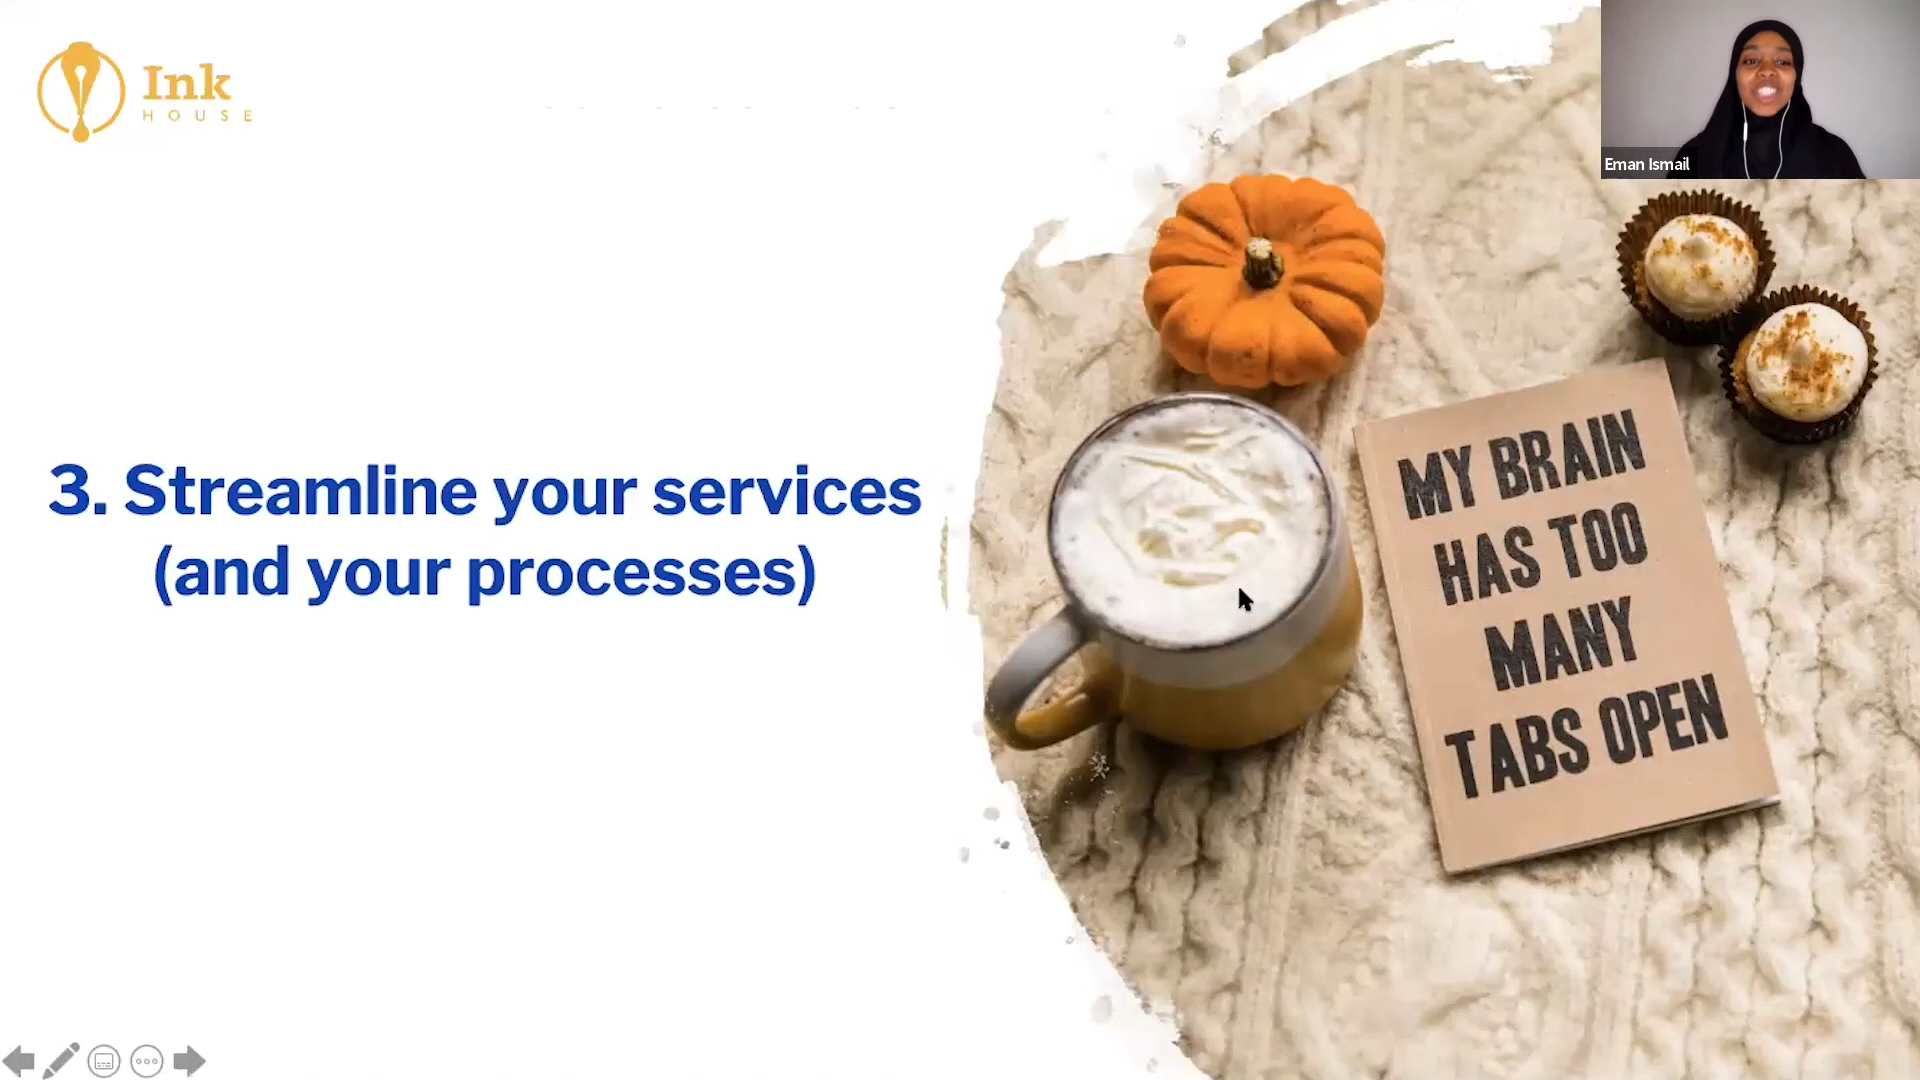 Ink
HOUSE
Eman Ismail
3. Streamline your services
(and your processes)
MY BRAIN
HAS TOO
MANY
TABS OPEN